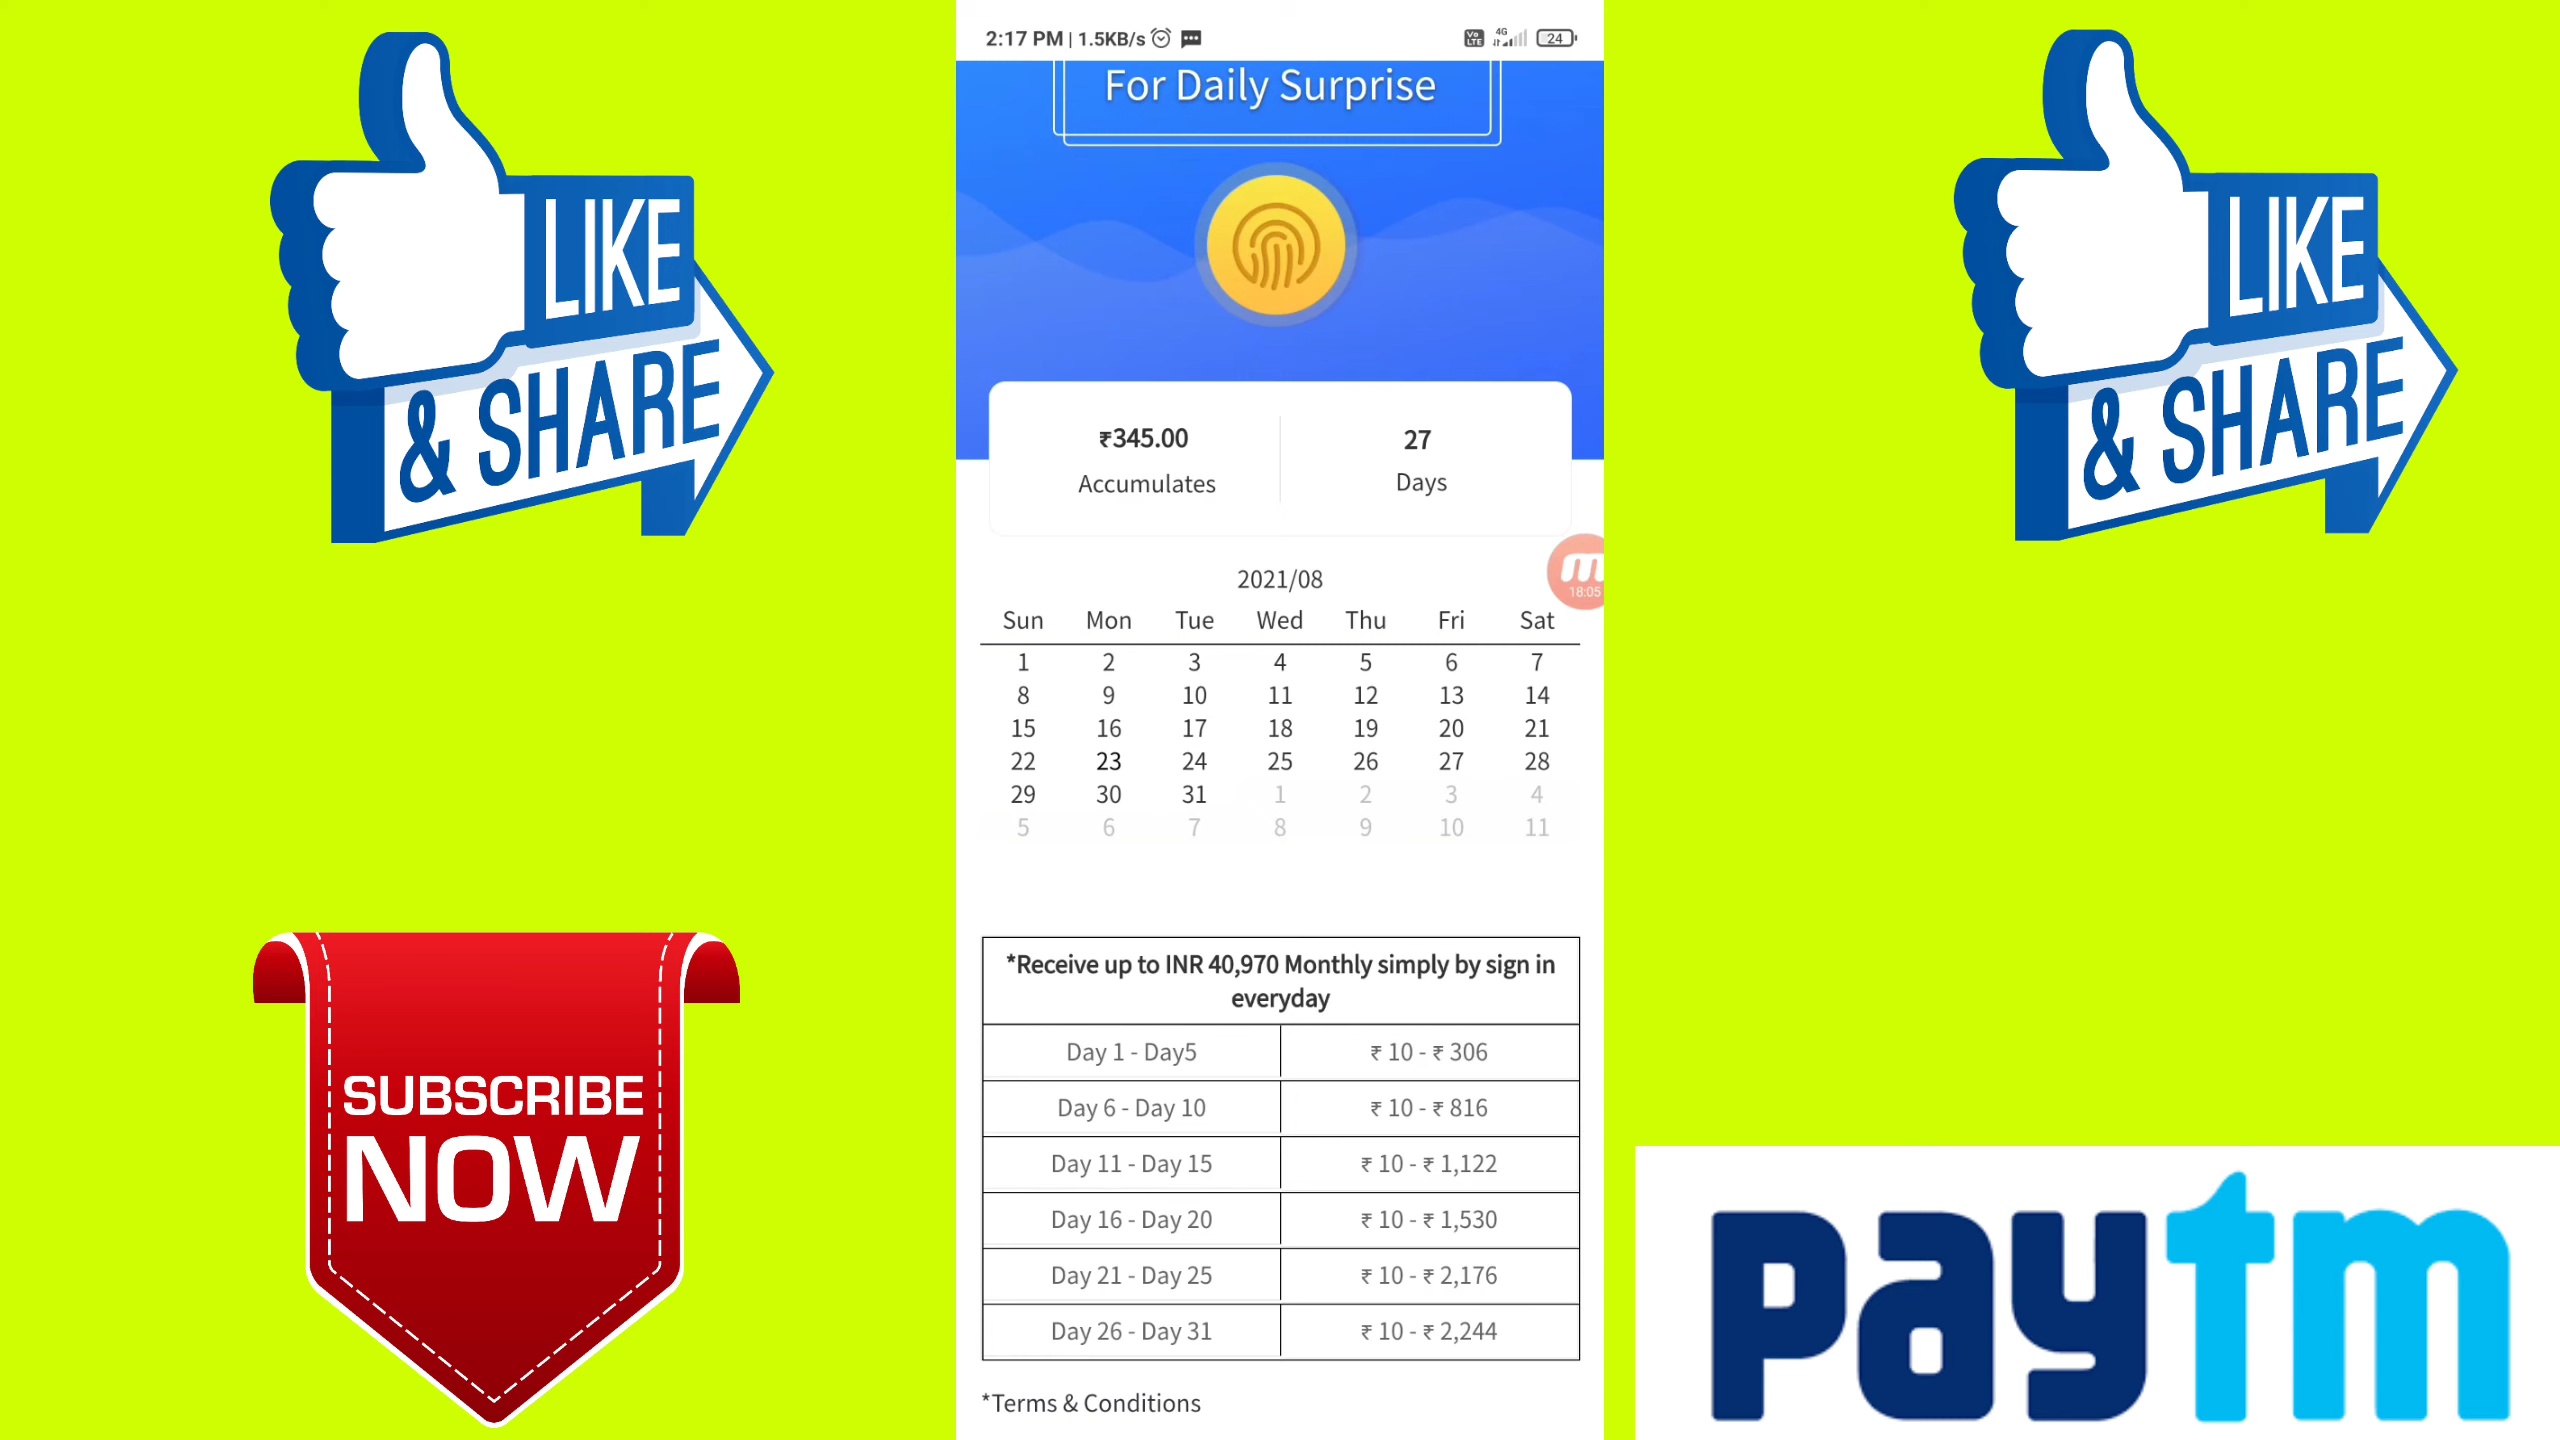 LIKE
& SHARE
SUBSCRIBE
NOW
2:17 PM | 1.5KB/s
Vo
LTE
4G
24
For Daily Surprise
₹345.00
Accumulates
27
Days
18:05
2021/08
Sun Mon Tue Wed Thu Fri Sat
1 2 3 4 5 6 7
8 9 10 11 12 13 14
15 16 17 18 19 20 21
22 23 24 25 26 27 28
29 30 31 1 2 3 4
5 6 7 8 9 10 11
*Receive up to INR 40,970 Monthly simply by sign in
everyday
Day 1 - Day5 ₹ 10 - ₹ 306
Day 6 - Day 10 ₹ 10 - ₹ 816
Day 11 - Day 15 ₹ 10 - ₹ 1,122
Day 16 - Day 20 ₹ 10 - ₹ 1,530
Day 21 - Day 25 ₹ 10 - ₹ 2,176
Day 26 - Day 31 ₹ 10 - ₹ 2,244
*Terms & Conditions
LIKE
& SHARE
paytm